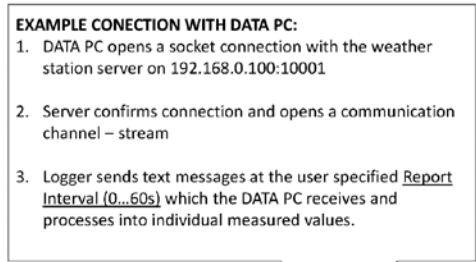 EXAMPLE CONECTION WITH DATA PC:
1. DATA PC opens a socket connection with the weather
station server on 192.168.0.100:10001
2. Server confirms connection and opens a communication
channel – stream
3. Logger sends text messages at the user specified Report
Interval (0...60s) which the DATA PC receives and
processes into individual measured values.